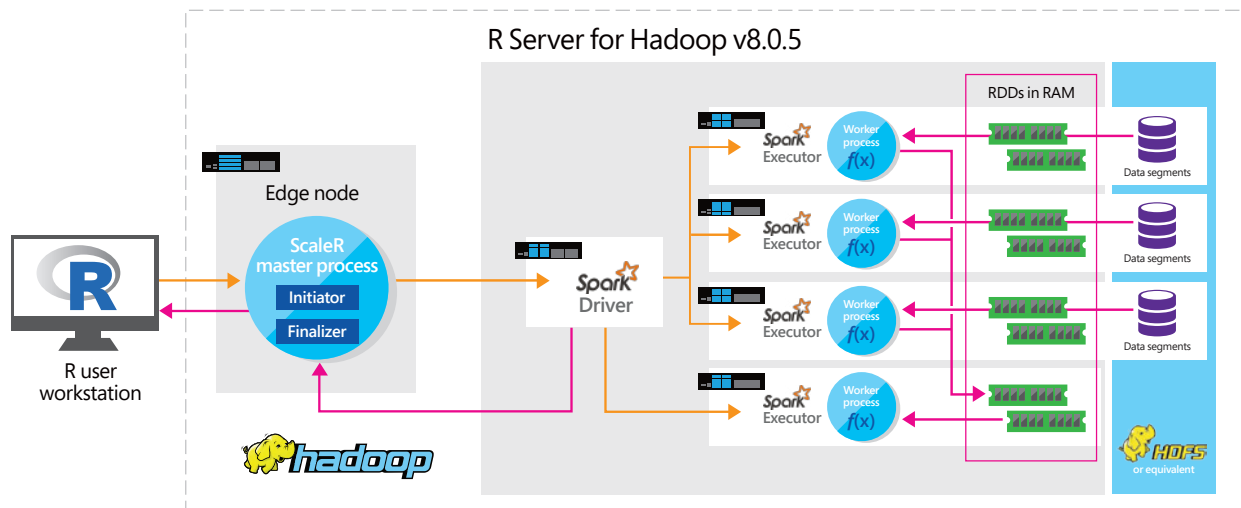 R Server for Hadoop v8.0.5
RDDs in RAM
Edge node
ScaleR
master process
Initiator
Finalizer
R
R user
workstation
Spark
Driver
Spark
Executor
Worker
process
f(x)
Data segments
Spark
Executor
Worker
process
f(x)
Data segments
Spark
Executor
Worker
process
f(x)
Data segments
Spark
Executor
Worker
process
f(x)
hadoop
HDFS
or equivalent